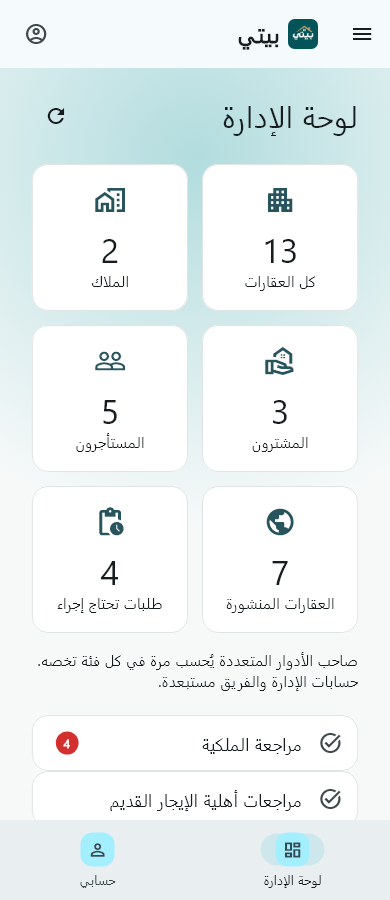 بيتي
بيتي
لوحة الإدارة
13
كل العقارات
2
الملاك
3
المشترون
5
المستأجرون
7
العقارات المنشورة
4
طلبات تحتاج إجراء
صاحب الأدوار المتعددة يُحسب مرة في كل فئة تخصه.
حسابات الإدارة والفريق مستبعدة.
مراجعة الملكية
4
مراجعات أهلية الإيجار القديم
لوحة الإدارة
حسابي